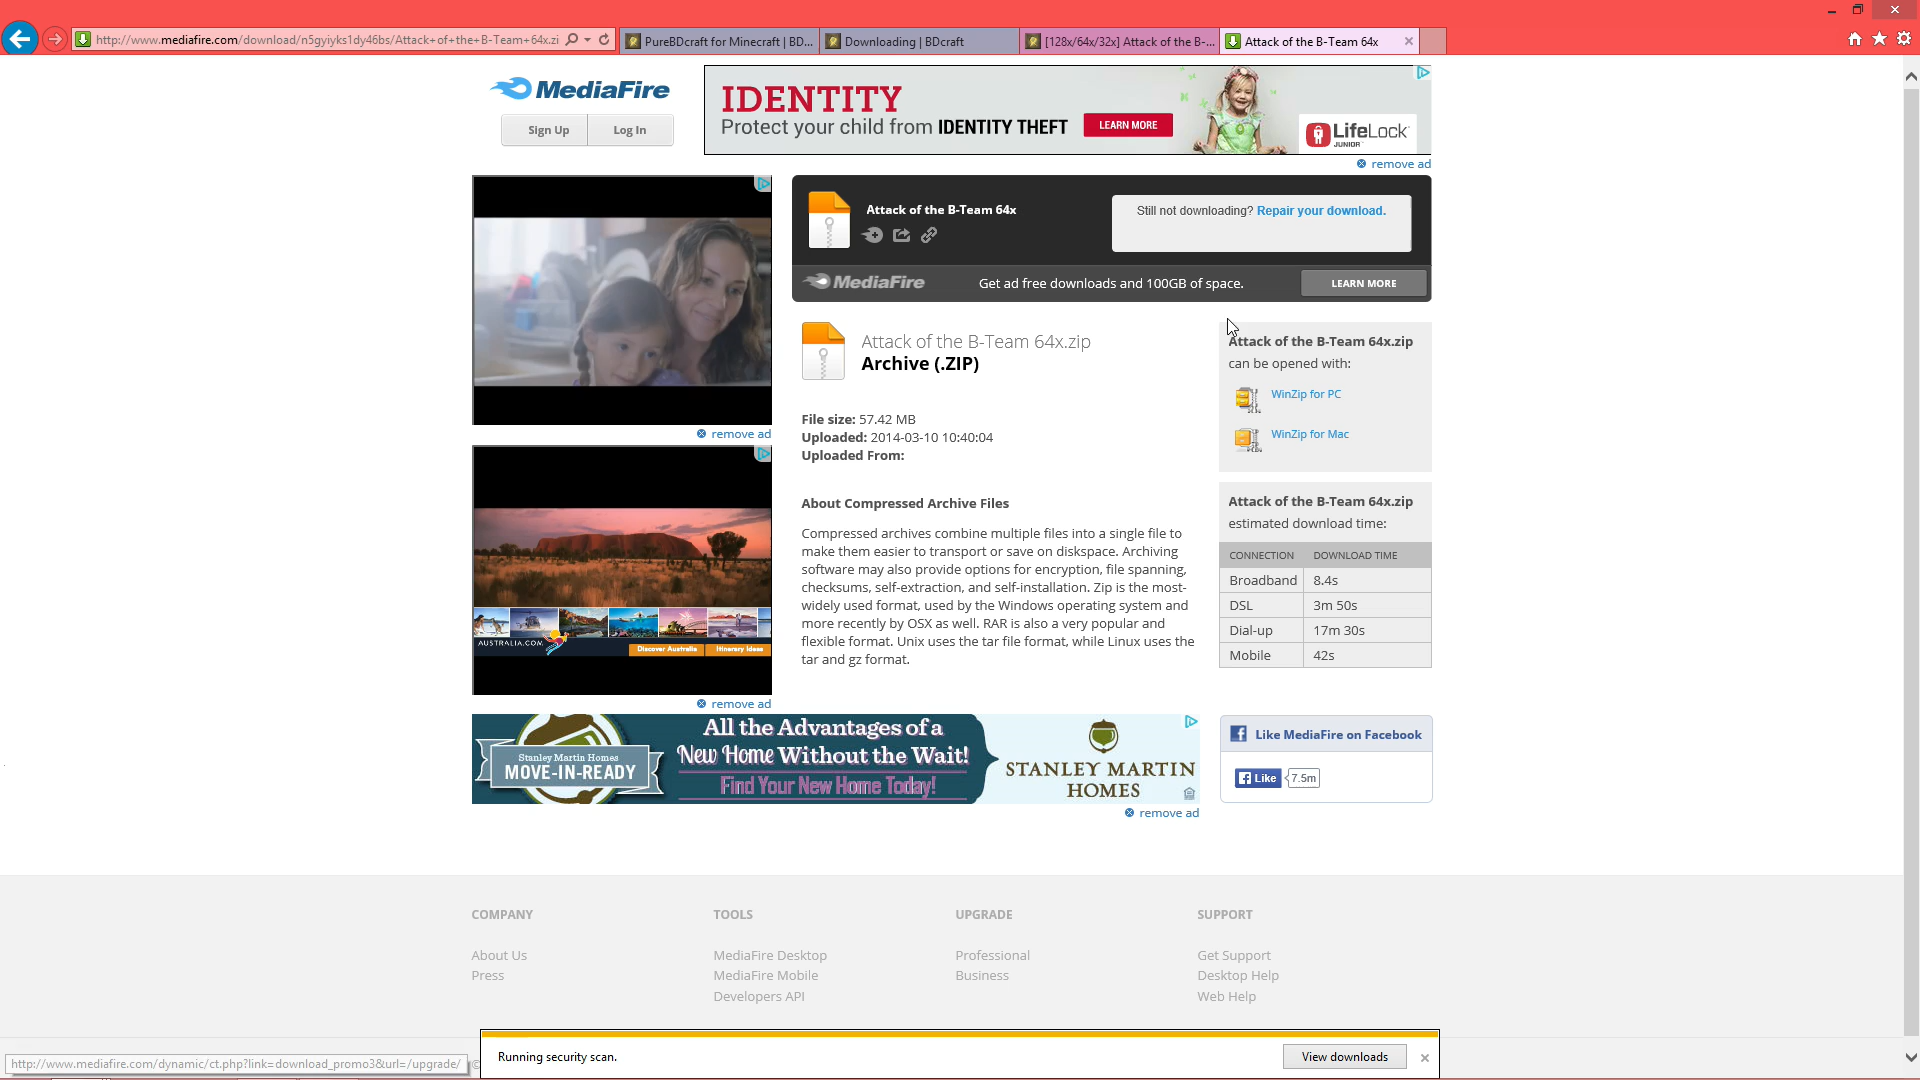 http://www.mediafire.com/download/n5gyiyks1dy46bs/Attack+of+the+B-Team+64x.zi
PureBDcraft for Minecraft | BD...
Downloading | BDcraft
[128x/64x/32x] Attack of the B-...
Attack of the B-Team 64x
MediaFire
Sign Up
Log In
IDENTITY
Protect your child from IDENTITY THEFT
LEARN MORE
LifeLock
JUNIOR
remove ad
Attack of the B-Team 64x
Still not downloading? Repair your download.
MediaFire
Get ad free downloads and 100GB of space.
LEARN MORE
Attack of the B-Team 64x.zip
Archive (.ZIP)
File size: 57.42 MB
Uploaded: 2014-03-10 10:40:04
Uploaded From:
About Compressed Archive Files
Compressed archives combine multiple files into a single file to
make them easier to transport or save on diskspace. Archiving
software may also provide options for encryption, file spanning,
checksums, self-extraction, and self-installation. Zip is the most-
widely used format, used by the Windows operating system and
more recently by OSX as well. RAR is also a very popular and
flexible format. Unix uses the tar file format, while Linux uses the
tar and gz format.
Attack of the B-Team 64x.zip
can be opened with:
WinZip for PC
WinZip for Mac
Attack of the B-Team 64x.zip
estimated download time:
CONNECTION DOWNLOAD TIME
Broadband 8.4s
DSL 3m 50s
Dial-up 17m 30s
Mobile 42s
remove ad
AUSTRALIA.COM
Discover Australia
Itinerary Ideas
remove ad
Stanley Martin Homes
MOVE-IN-READY
All the Advantages of a
New Home Without the Wait!
Find Your New Home Today!
STANLEY MARTIN
HOMES
remove ad
Like MediaFire on Facebook
Like
7.5m
COMPANY
About Us
Press
TOOLS
MediaFire Desktop
MediaFire Mobile
Developers API
UPGRADE
Professional
Business
SUPPORT
Get Support
Desktop Help
Web Help
http://www.mediafire.com/dynamic/ct.php?link=download_promo3&url=/upgrade/
©
Running security scan.
View downloads